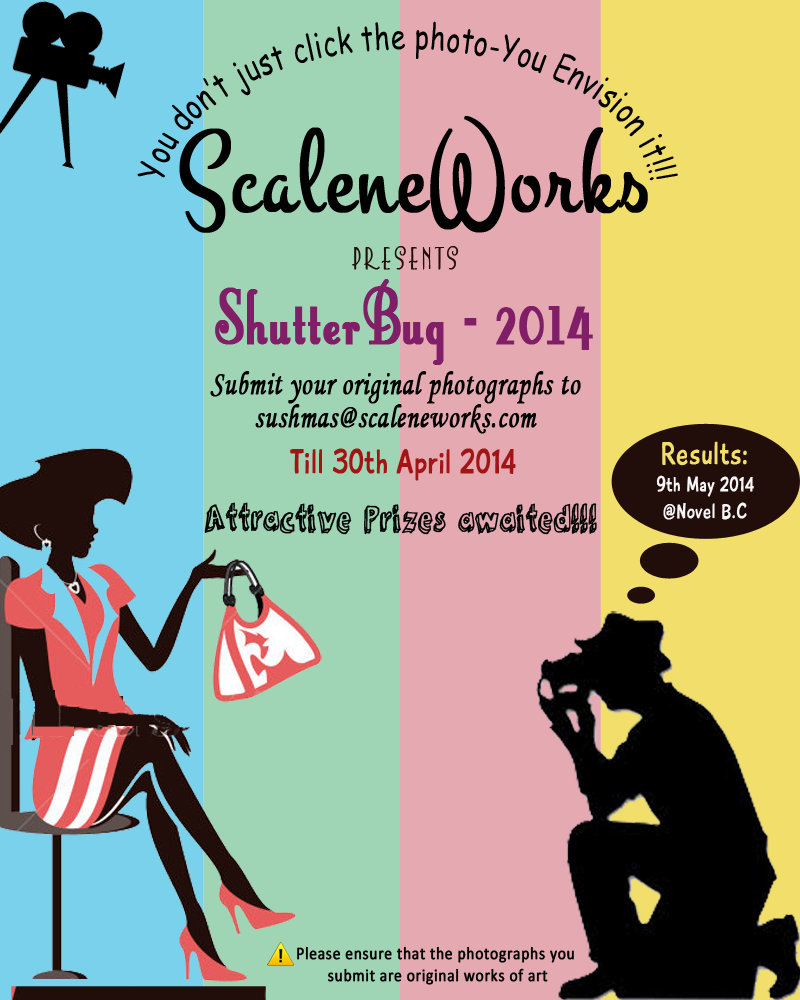 You don't just click the photo-You Envision it!!!!
ScaleneWorks
PRESENTS
ShutterBug - 2014
Submit your original photographs to
sushmas@scaleneworks.com
Till 30th April 2014
Attractive Prizes awaited!!!
Results:
9th May 2014
@Novel B.C
Please ensure that the photographs you
submit are original works of art